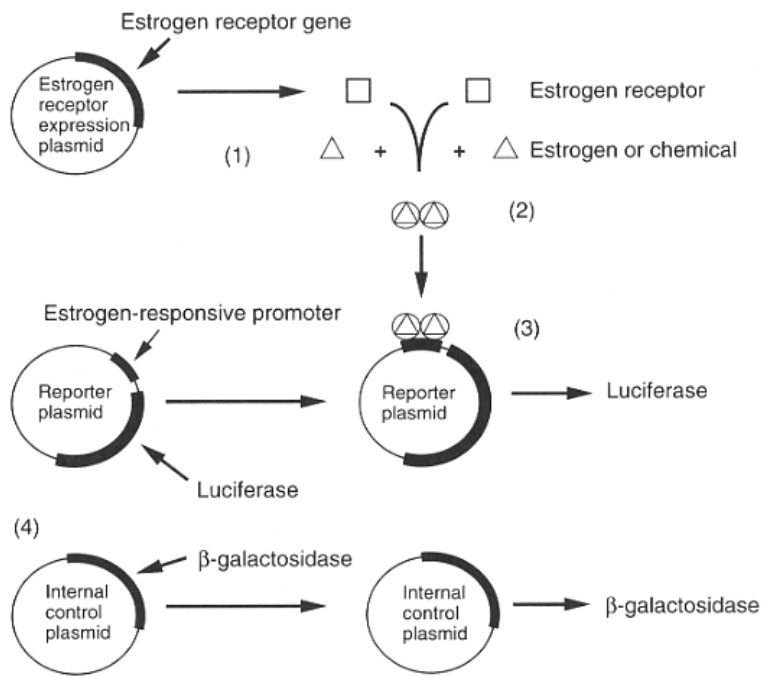 Estrogen receptor gene
Estrogen
receptor
expression
plasmid
Estrogen receptor
(1)
+ + Estrogen or chemical
(2)
Estrogen-responsive promoter
(3)
Reporter
plasmid
Reporter
plasmid
Luciferase
Luciferase
(4)
β-galactosidase
Internal
control
plasmid
Internal
control
plasmid
β-galactosidase